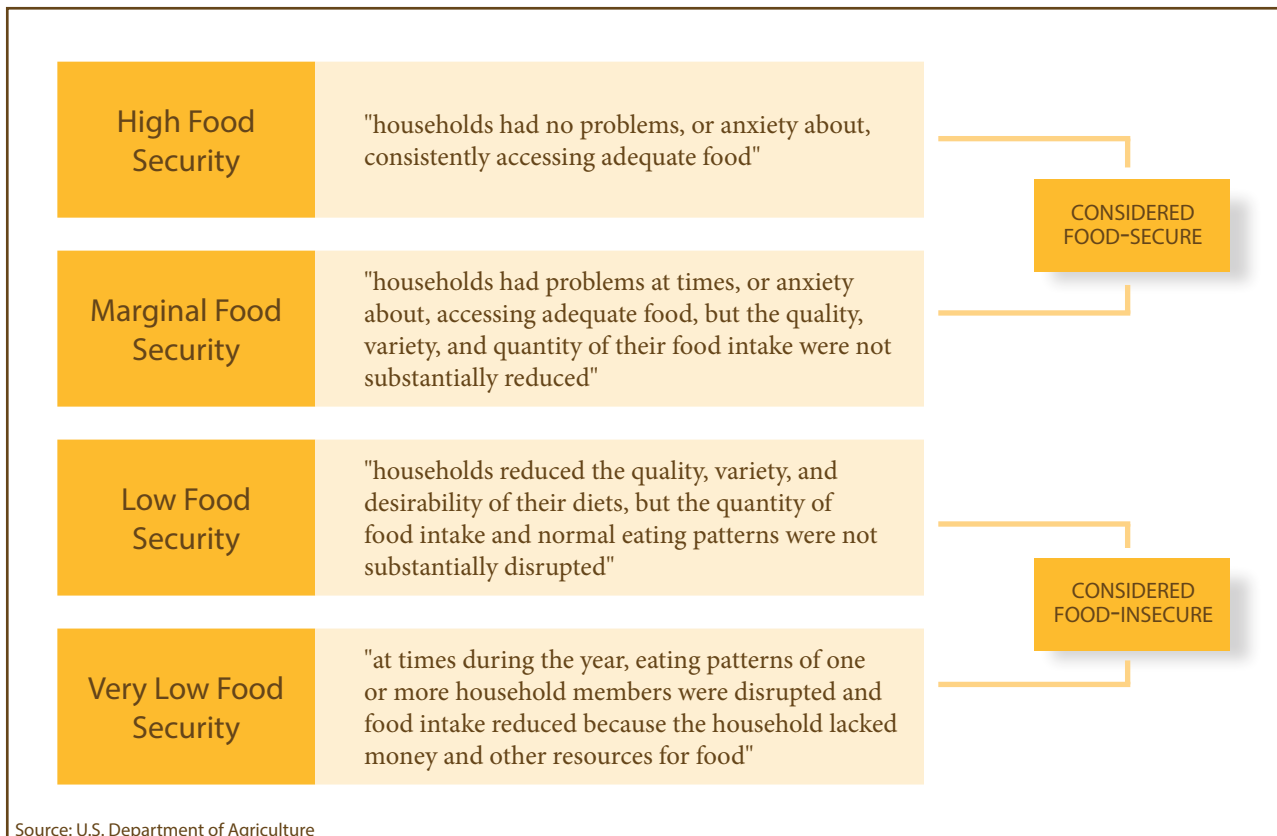 High Food
Security
"households had no problems, or anxiety about,
consistently accessing adequate food"
CONSIDERED
FOOD-SECURE
Marginal Food
Security
"households had problems at times, or anxiety
about, accessing adequate food, but the quality,
variety, and quantity of their food intake were not
substantially reduced"
Low Food
Security
"households reduced the quality, variety, and
desirability of their diets, but the quantity of
food intake and normal eating patterns were not
substantially disrupted"
CONSIDERED
FOOD-INSECURE
Very Low Food
Security
"at times during the year, eating patterns of one
or more household members were disrupted and
food intake reduced because the household lacked
money and other resources for food"
Source: U.S. Department of Agriculture